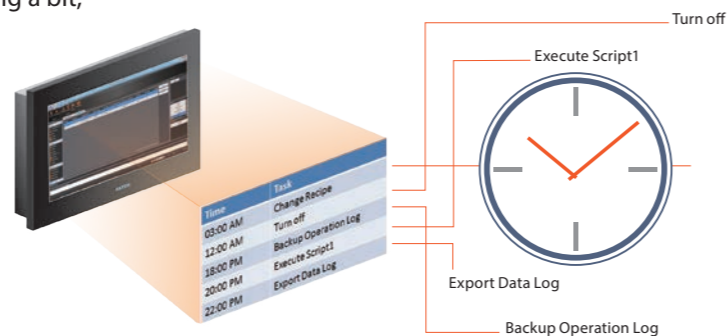 ng a bit,
Turn off
Execute Script1
Time Task
03:00 AM Change Recipe
12:00 AM Turn off
18:00 PM Backup Operation Log
20:00 PM Execute Script1
22:00 PM Export Data Log
Export Data Log
Backup Operation Log